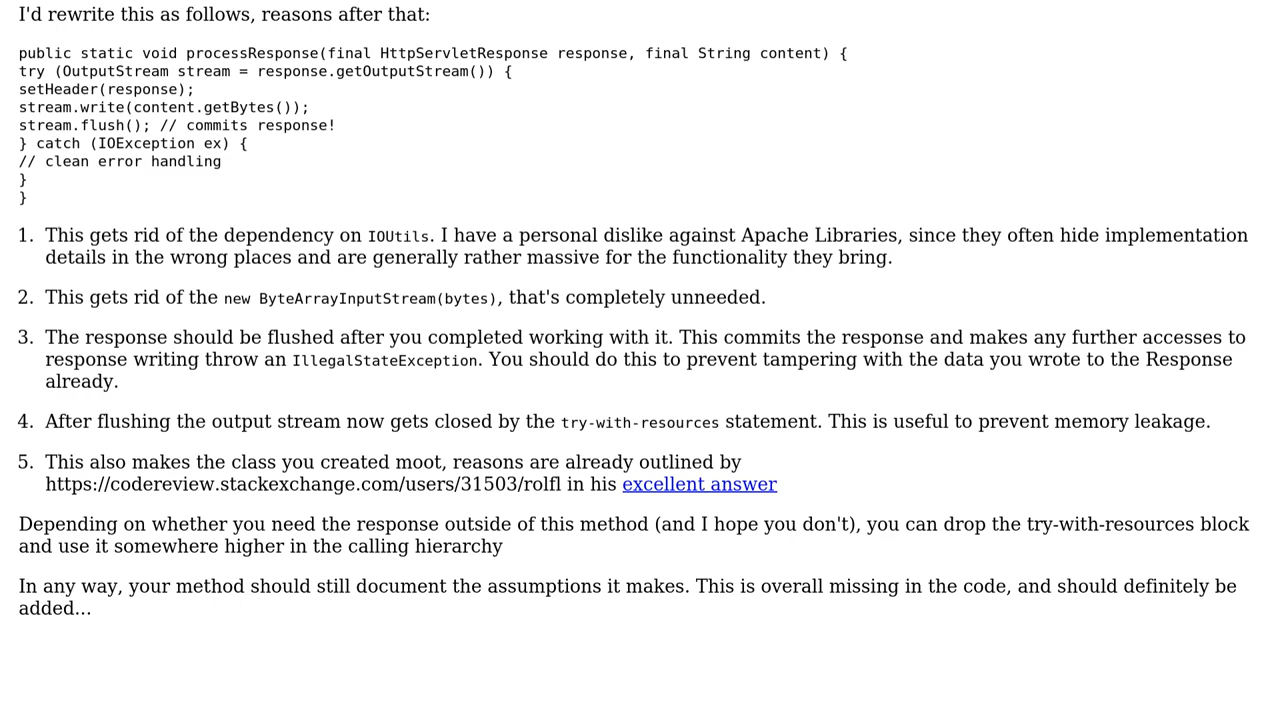 I'd rewrite this as follows, reasons after that:
public static void processResponse(final HttpServletResponse response, final String content) {
try (OutputStream stream = response.getOutputStream()) {
setHeader(response);
stream.write(content.getBytes());
stream.flush(); // commits response!
} catch (IOException ex) {
// clean error handling
}
}
1. This gets rid of the dependency on IOUtils. I have a personal dislike against Apache Libraries, since they often hide implementation
details in the wrong places and are generally rather massive for the functionality they bring.
2. This gets rid of the new ByteArrayInputStream(bytes), that's completely unneeded.
3. The response should be flushed after you completed working with it. This commits the response and makes any further accesses to
response writing throw an IllegalStateException. You should do this to prevent tampering with the data you wrote to the Response
already.
4. After flushing the output stream now gets closed by the try-with-resources statement. This is useful to prevent memory leakage.
5. This also makes the class you created moot, reasons are already outlined by
https://codereview.stackexchange.com/users/31503/rolfl in his excellent answer
Depending on whether you need the response outside of this method (and I hope you don't), you can drop the try-with-resources block
and use it somewhere higher in the calling hierarchy
In any way, your method should still document the assumptions it makes. This is overall missing in the code, and should definitely be
added...